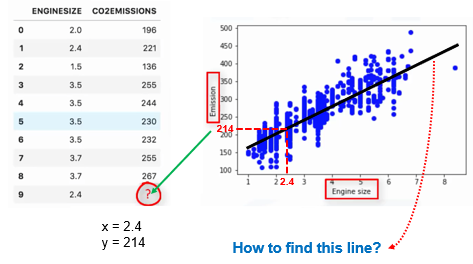 ENGINESIZE CO2EMISSIONS
0 2.0 196
1 2.4 221
2 1.5 136
3 3.5 255
4 3.5 244
5 3.5 230
6 3.5 232
7 3.7 255
8 3.7 267
9 2.4 ?
x = 2.4
y = 214
500
450
400
350
300
250
214
200
150
100
Emission
1 2 2.4 3 4 5 6 7 8
Engine size
How to find this line?